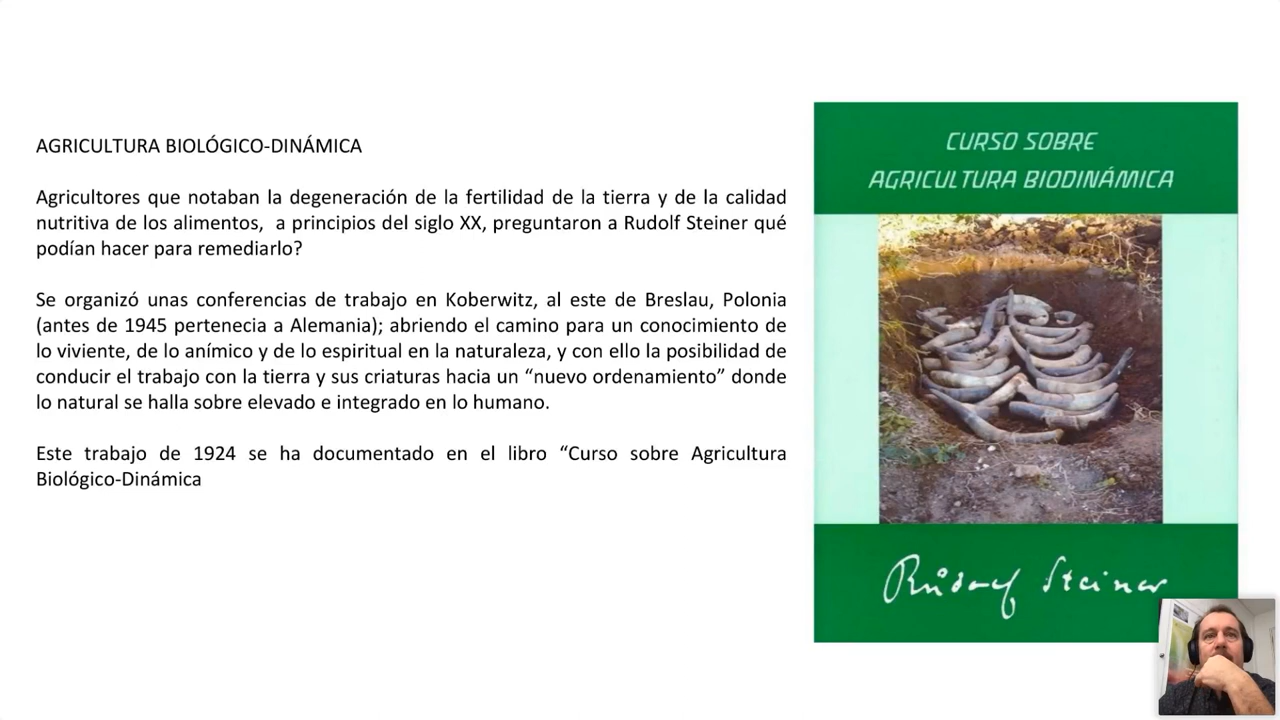 AGRICULTURA BIOLÓGICO-DINÁMICA
Agricultores que notaban la degeneración de la fertilidad de la tierra y de la calidad
nutritiva de los alimentos,  a principios del siglo XX, preguntaron a Rudolf Steiner qué
podían hacer para remediarlo?
Se organizó unas conferencias de trabajo en Koberwitz, al este de Breslau, Polonia
(antes de 1945 pertenecia a Alemania); abriendo el camino para un conocimiento de
lo viviente, de lo anímico y de lo espiritual en la naturaleza, y con ello la posibilidad de
conducir el trabajo con la tierra y sus criaturas hacia un “nuevo ordenamiento” donde
lo natural se halla sobre elevado e integrado en lo humano.
Este trabajo de 1924 se ha documentado en el libro “Curso sobre Agricultura
Biológico-Dinámica
CURSO SOBRE
AGRICULTURA BIODINÁMICA
Rudolf Steiner